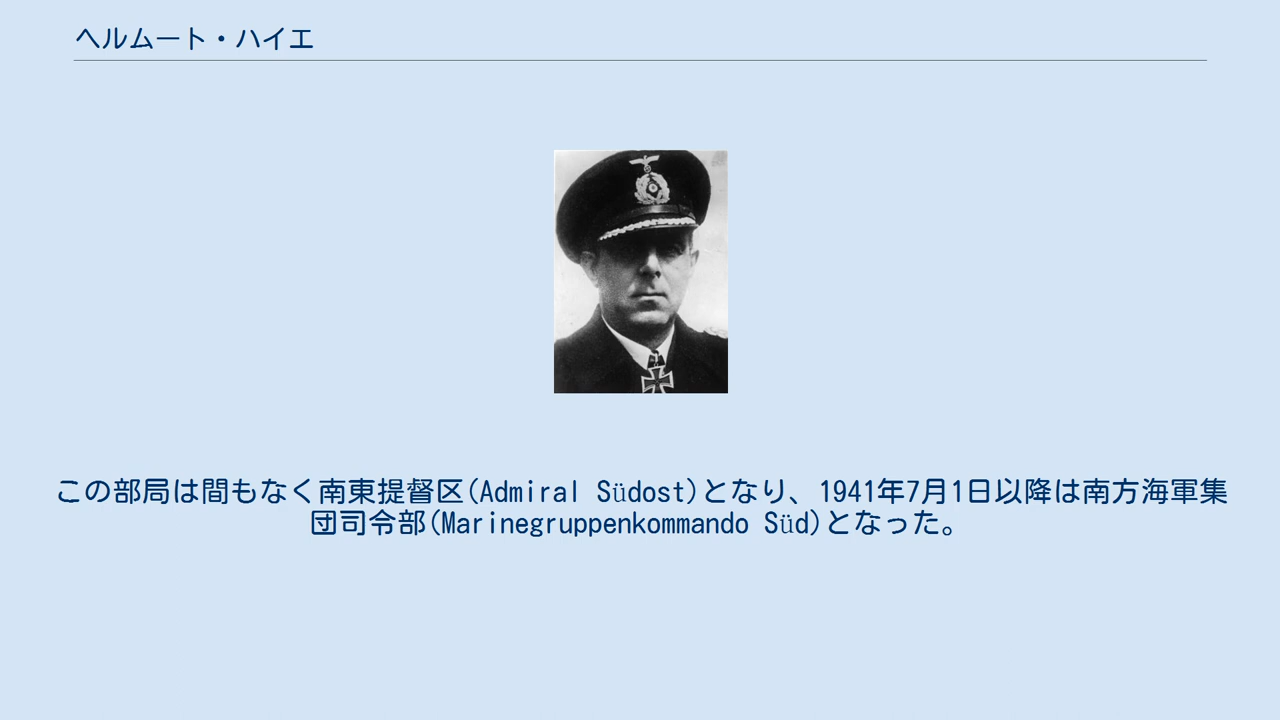 ヘルムート・ハイエ
この部局は間もなく南東提督区(Admiral Südost)となり、1941年7月1日以降は南方海軍集
団司令部(Marinegruppenkommando Süd)となった。